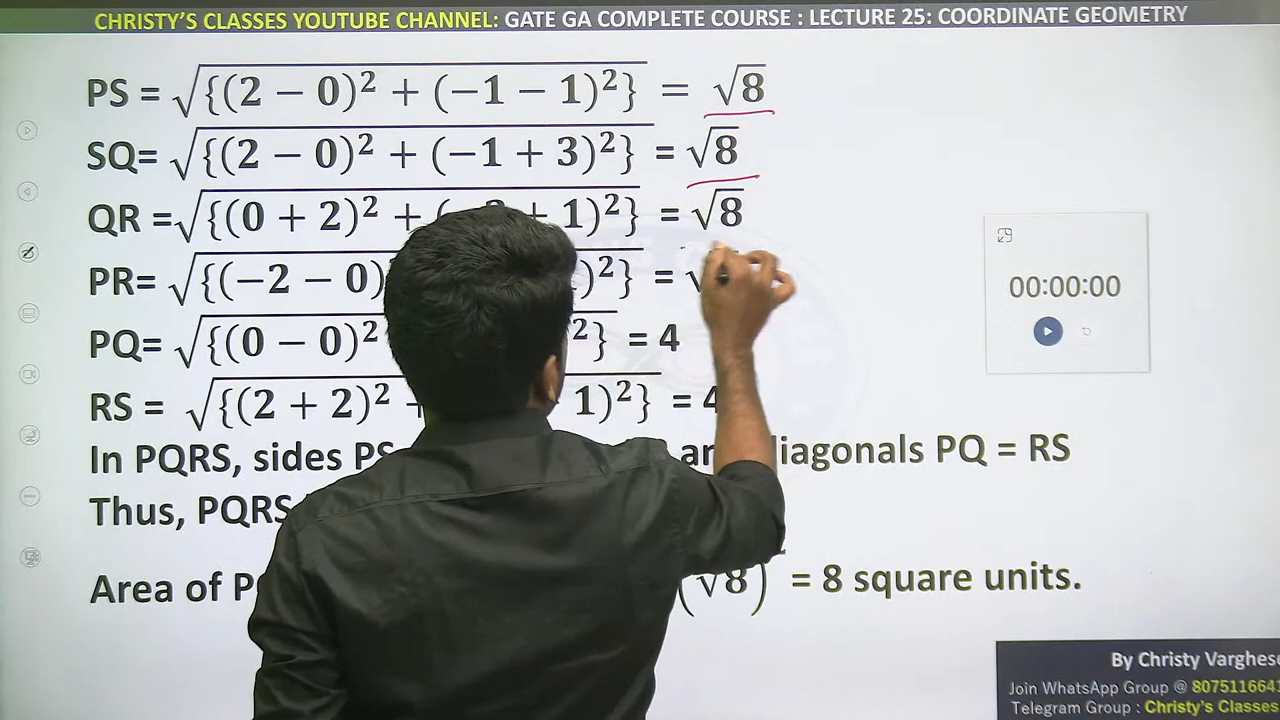 CHRISTY'S CLASSES YOUTUBE CHANNEL: GATE GA COMPLETE COURSE : LECTURE 25: COORDINATE GEOMETRY
PS = √{(2 − 0)² + (−1 − 1)²} = √8
SQ= √{(2 − 0)² + (−1 + 3)²} = √8
QR =√{(0 + 2)² + ( + 1)²} = √8
PR= √{(−2 − 0) )²} = √
PQ= √{(0 − 0)² ²} = 4
RS = √{(2 + 2)² 1)²} = 4
In PQRS, sides PS diagonals PQ = RS
Thus, PQRS
Area of (√8) = 8 square units.
00:00:00
By Christy Varghese
Join WhatsApp Group @ 8075116641
Telegram Group : Christy's Classes